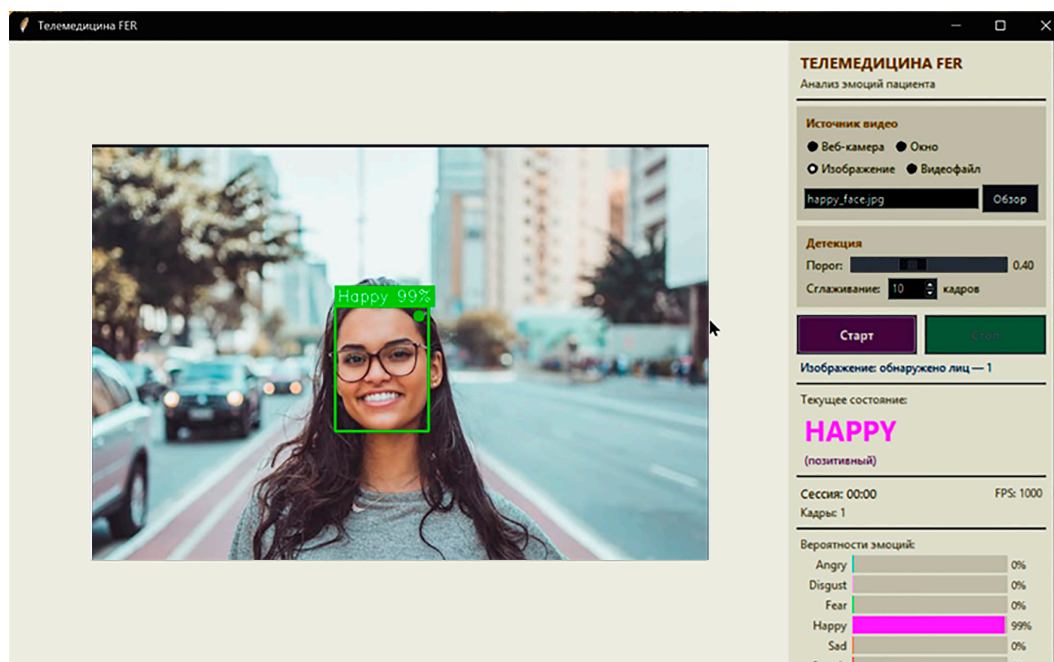 Телемедицина FER
ТЕЛЕМЕДИЦИНА FER
Анализ эмоций пациента
Источник видео
Веб-камера Окно
Изображение Видеофайл
happy_face.jpg Обзор
Детекция
Порог: 0.40
Сглаживание: 10 кадров
Старт Стоп
Изображение: обнаружено лиц — 1
Текущее состояние:
HAPPY
(позитивный)
Сессия: 00:00 FPS: 1000
Кадры: 1
Вероятности эмоций:
Angry 0%
Disgust 0%
Fear 0%
Happy 99%
Sad 0%
Happy 99%